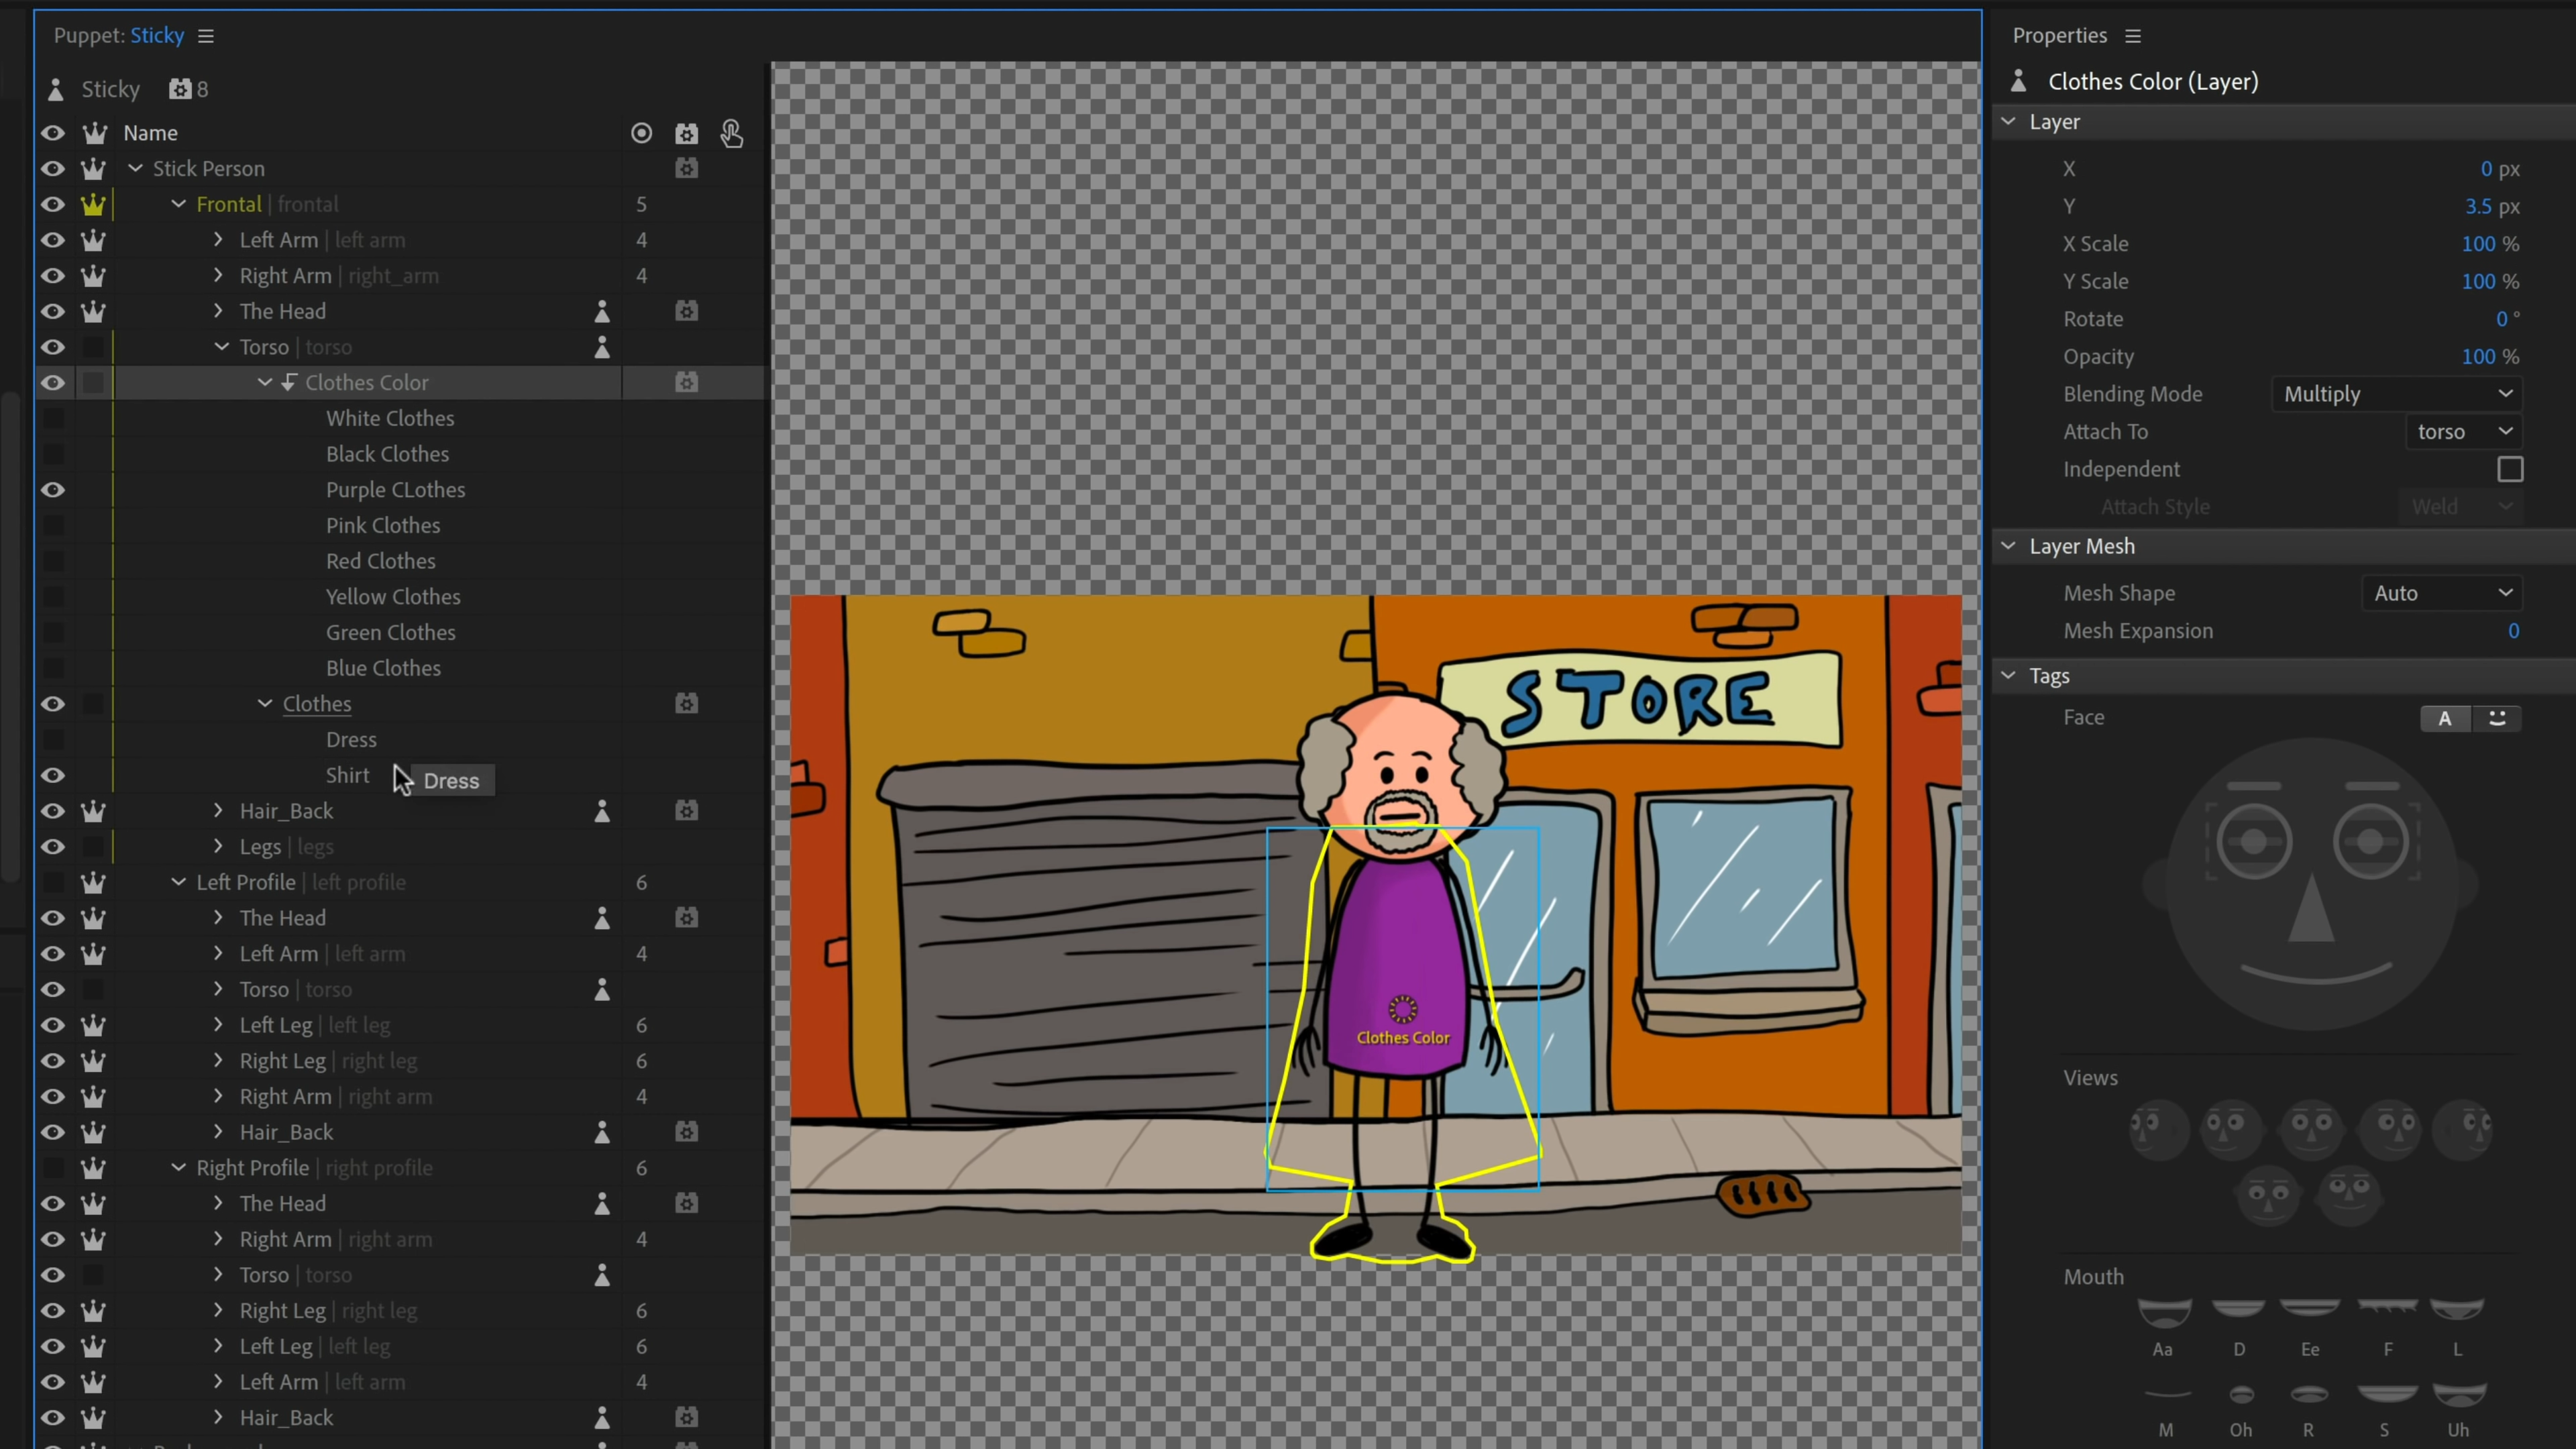 Puppet: Sticky
Sticky 8
Name
Stick Person
Frontal | frontal 5
Left Arm | left arm 4
Right Arm | right_arm 4
The Head
Torso | torso
Clothes Color
White Clothes
Black Clothes
Purple CLothes
Pink Clothes
Red Clothes
Yellow Clothes
Green Clothes
Blue Clothes
Clothes
Dress
Shirt
Dress
Hair_Back
Legs | legs
Left Profile | left profile 6
The Head
Left Arm | left arm 4
Torso | torso
Left Leg | left leg 6
Right Leg | right leg 6
Right Arm | right arm 4
Hair_Back
Right Profile | right profile 6
The Head
Right Arm | right arm 4
Torso | torso
Right Leg | right leg 6
Left Leg | left leg 6
Left Arm | left arm 4
Hair_Back
STORE
Clothes Color
Properties
Clothes Color (Layer)
Layer
X 0 px
Y 3.5 px
X Scale 100 %
Y Scale 100 %
Rotate 0 °
Opacity 100 %
Blending Mode Multiply
Attach To torso
Independent
Attach Style Weld
Layer Mesh
Mesh Shape Auto
Mesh Expansion 0
Tags
Face A
Views
Mouth
Aa D Ee F L
M Oh R S Uh